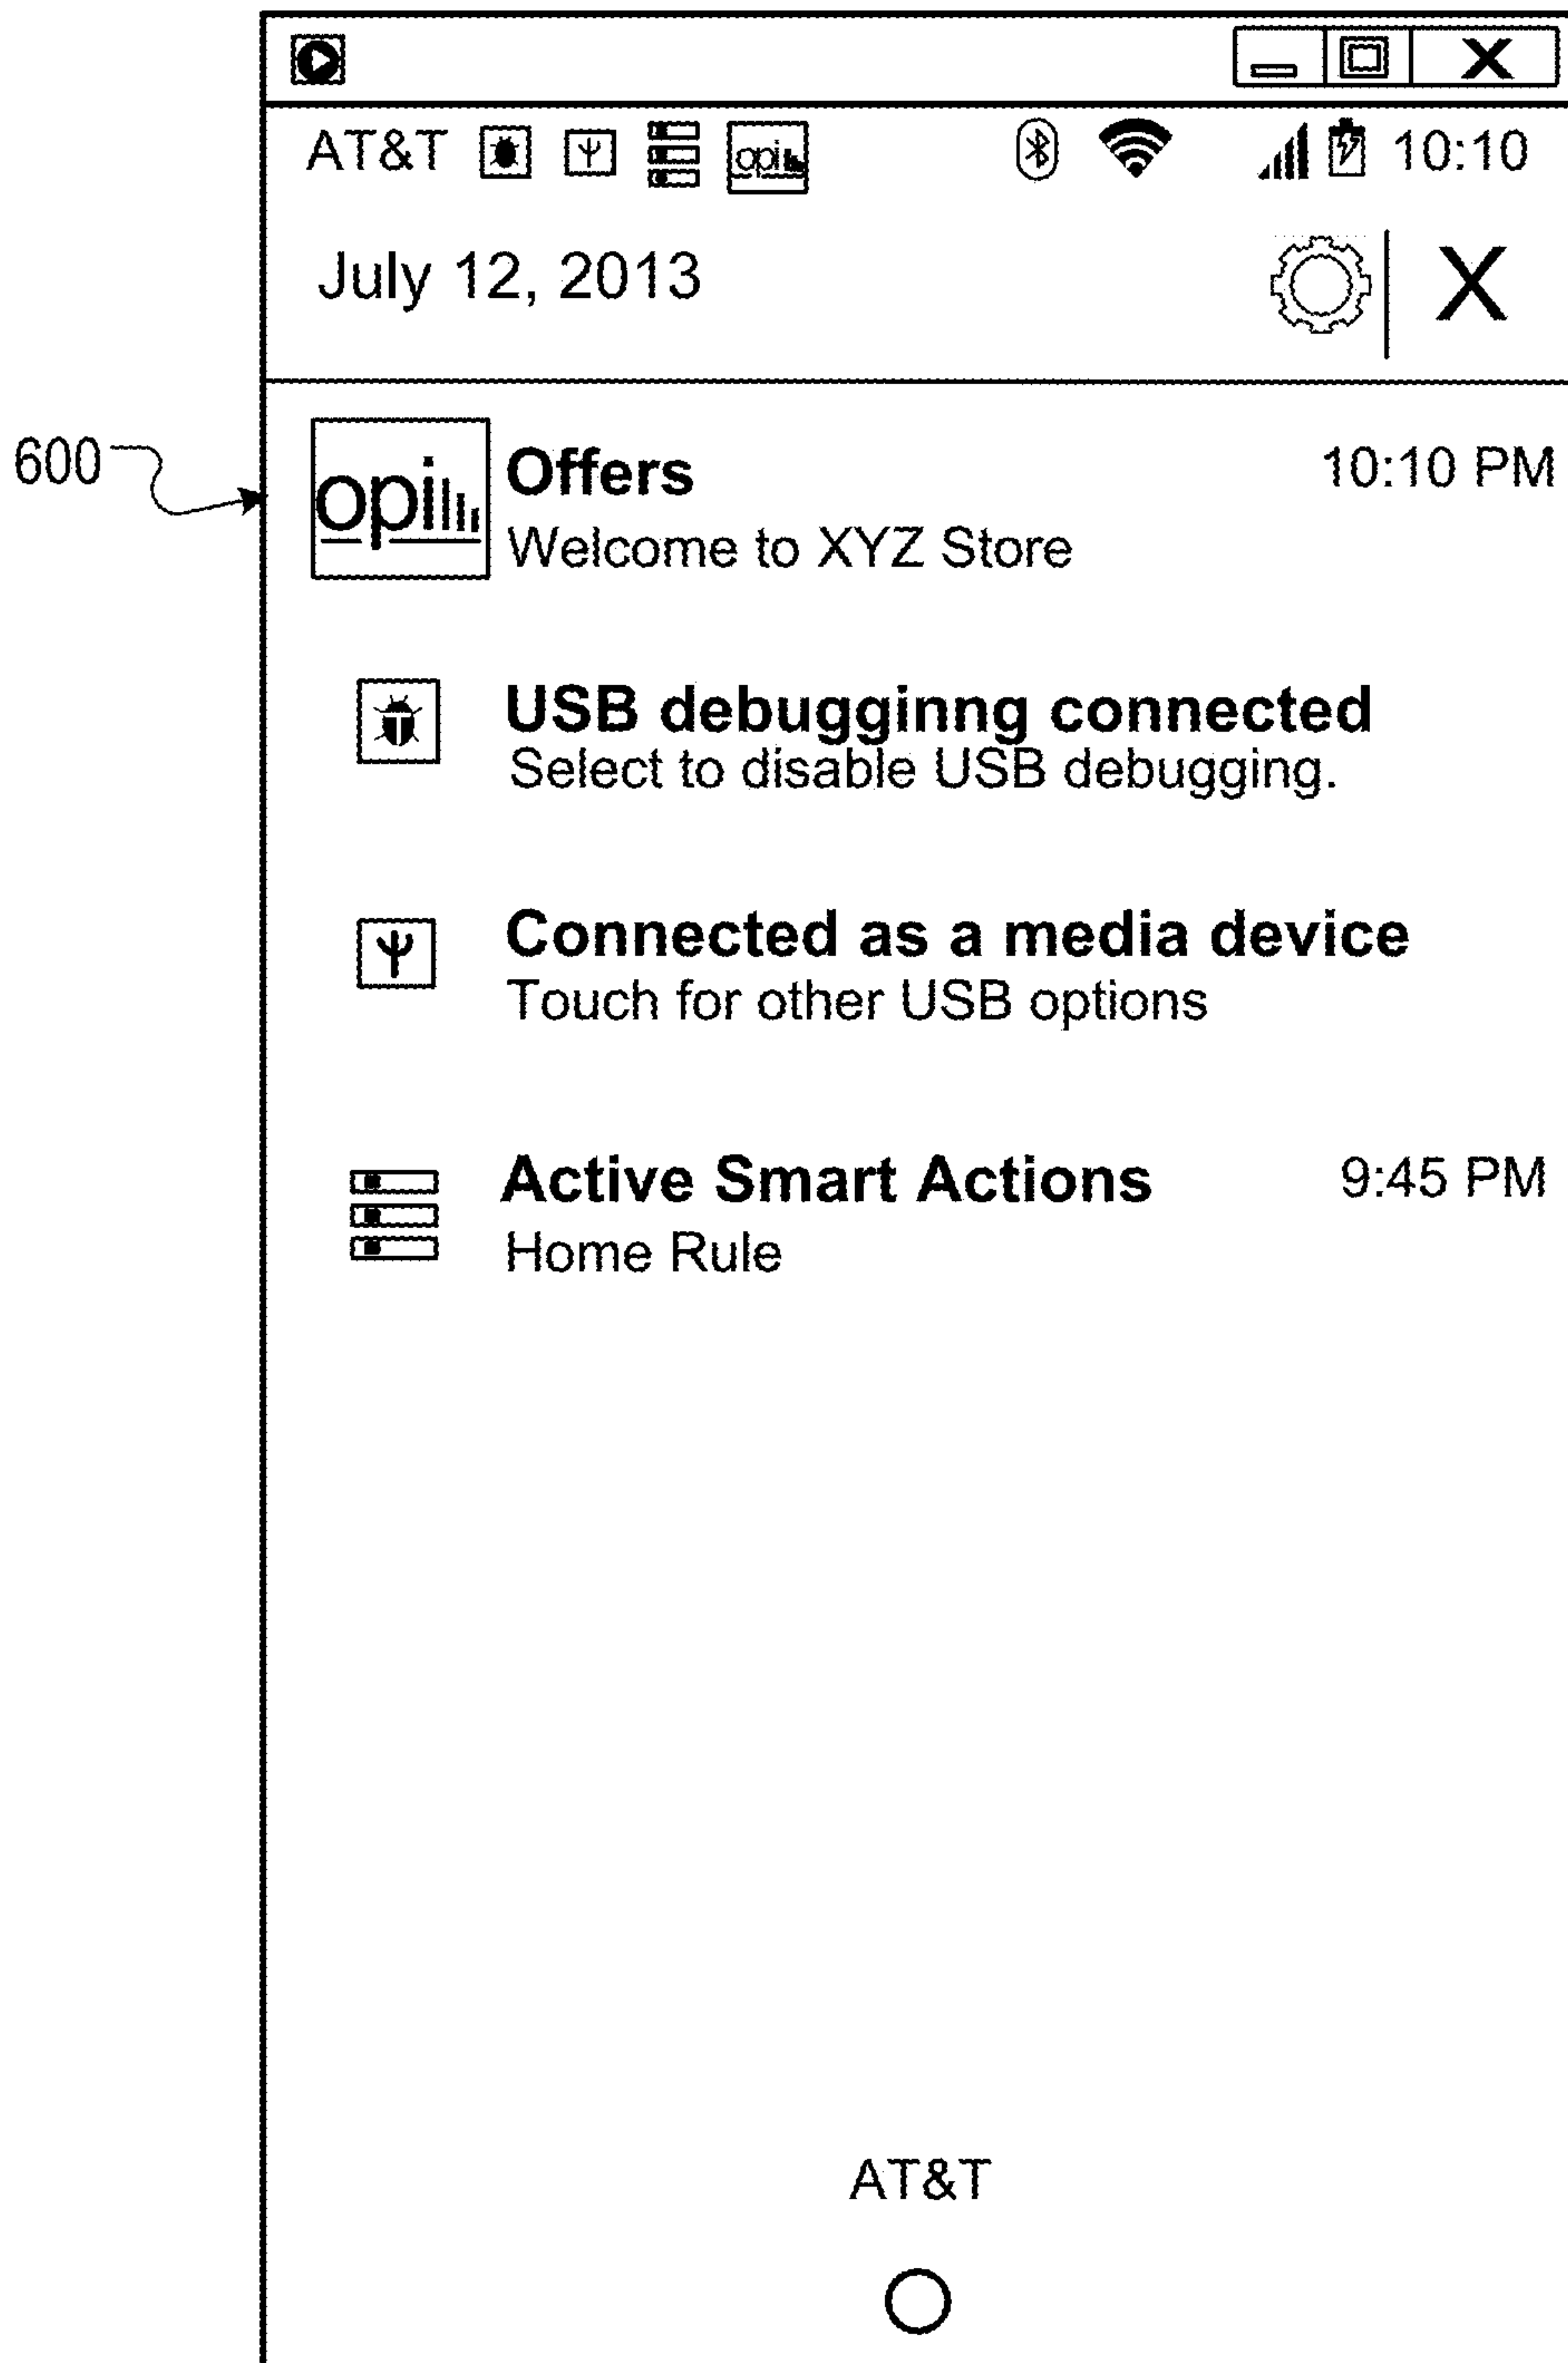 AT&T opi 10:10
July 12, 2013 X
600
opi Offers 10:10 PM
Welcome to XYZ Store
USB debugginng connected
Select to disable USB debugging.
Connected as a media device
Touch for other USB options
Active Smart Actions 9:45 PM
Home Rule
AT&T